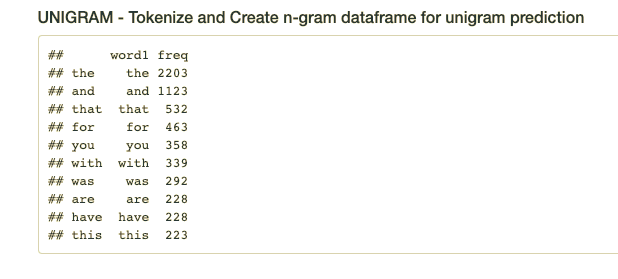 UNIGRAM - Tokenize and Create n-gram dataframe for unigram prediction
##      word1 freq
## the    the 2203
## and    and 1123
## that  that  532
## for    for  463
## you    you  358
## with  with  339
## was    was  292
## are    are  228
## have  have  228
## this  this  223